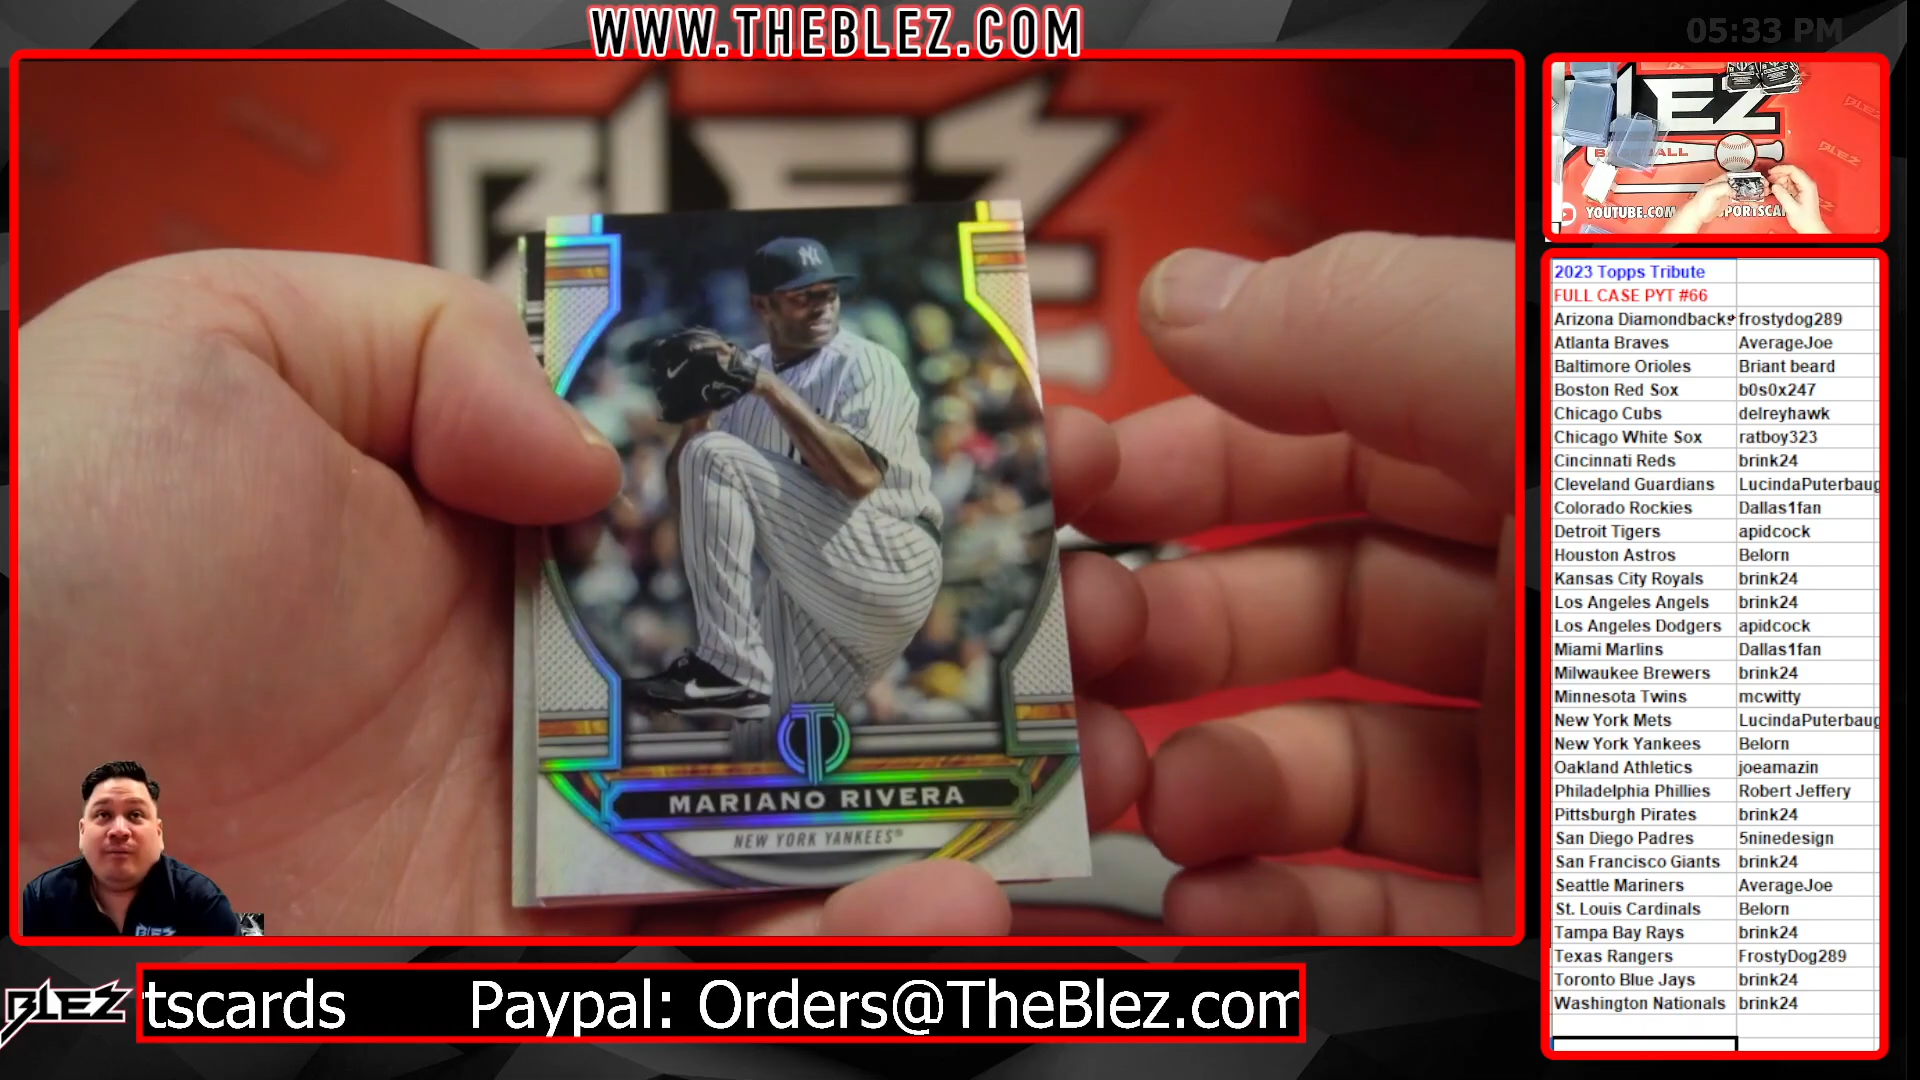 WWW.THEBLEZ.COM
05:33 PM
BLEZ
NY
MARIANO RIVERA
NEW YORK YANKEES®
BLEZ
EZ
BLEZ
YOUTUBE.COM
2023 Topps Tribute
FULL CASE PYT #66
Arizona Diamondbacks frostydog289
Atlanta Braves AverageJoe
Baltimore Orioles Briant beard
Boston Red Sox b0s0x247
Chicago Cubs delreyhawk
Chicago White Sox ratboy323
Cincinnati Reds brink24
Cleveland Guardians LucindaPuterbaug
Colorado Rockies Dallas1fan
Detroit Tigers apidcock
Houston Astros Belorn
Kansas City Royals brink24
Los Angeles Angels brink24
Los Angeles Dodgers apidcock
Miami Marlins Dallas1fan
Milwaukee Brewers brink24
Minnesota Twins mcwitty
New York Mets LucindaPuterbaug
New York Yankees Belorn
Oakland Athletics joeamazin
Philadelphia Phillies Robert Jeffery
Pittsburgh Pirates brink24
San Diego Padres 5ninedesign
San Francisco Giants brink24
Seattle Mariners AverageJoe
St. Louis Cardinals Belorn
Tampa Bay Rays brink24
Texas Rangers FrostyDog289
Toronto Blue Jays brink24
Washington Nationals brink24
BLEZ
tscards Paypal: Orders@TheBlez.com